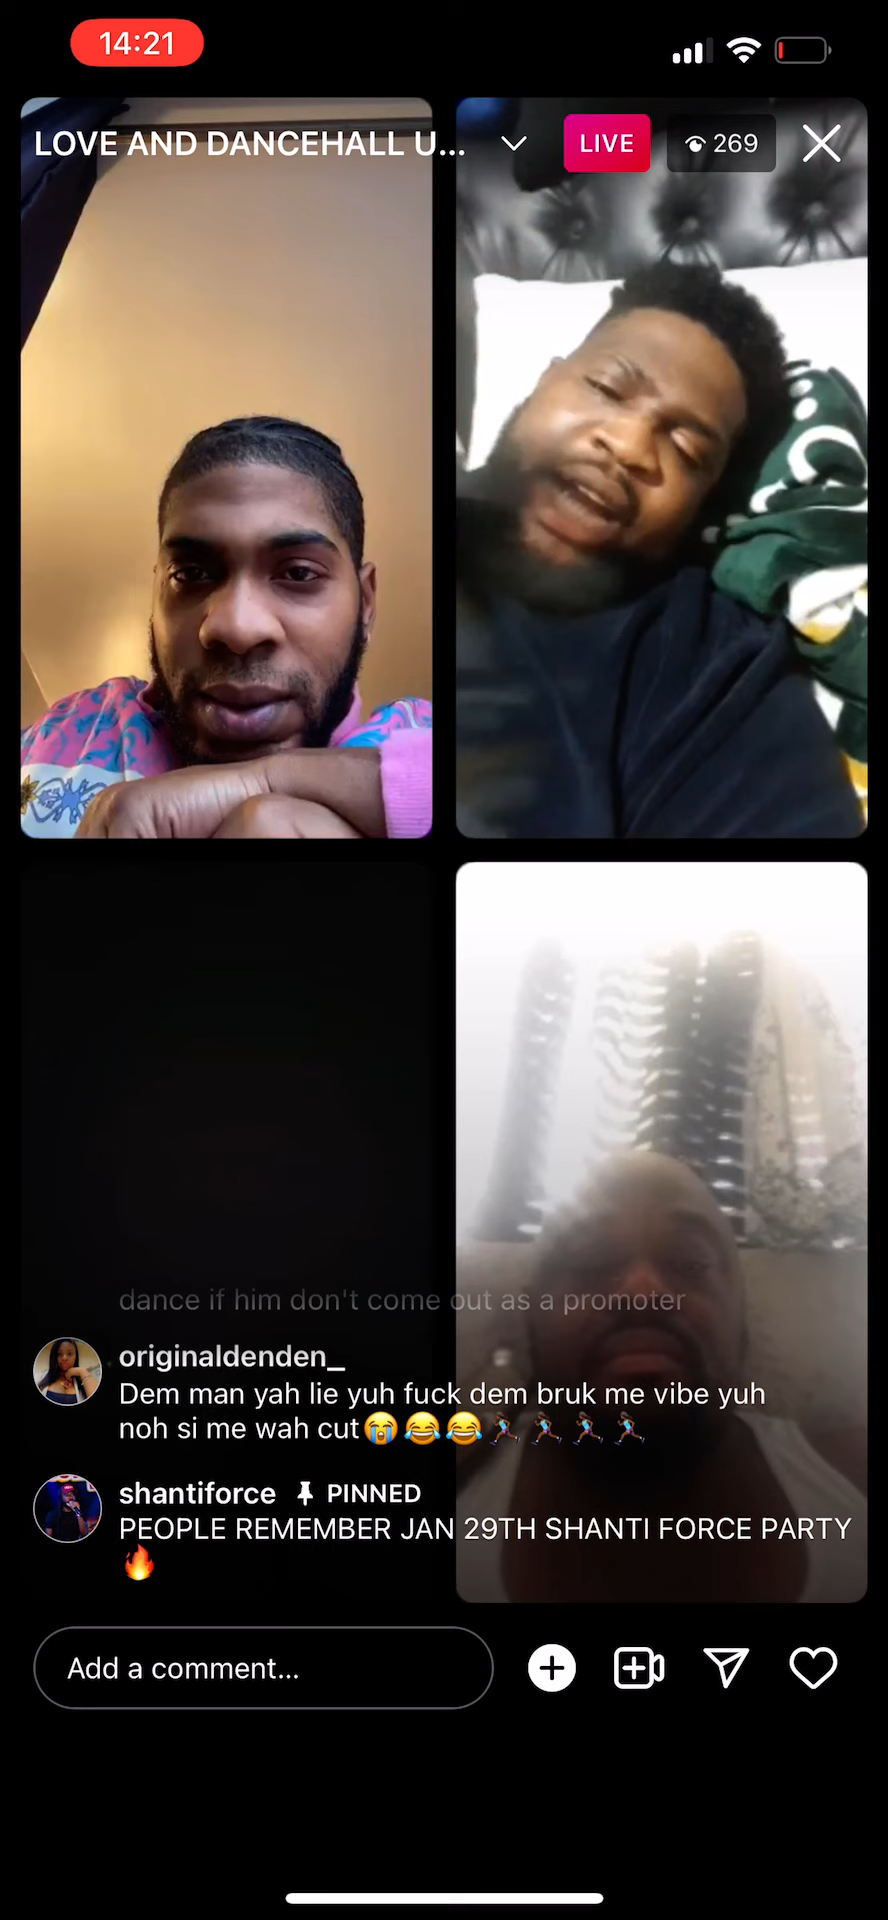 14:21
LOVE AND DANCEHALL U...
LIVE
269
dance if him don't come out as a promoter
originaldenden_
Dem man yah lie yuh fuck dem bruk me vibe yuh
noh si me wah cut😭😂😂🏃🏿‍♀️🏃🏿‍♀️🏃🏿‍♀️🏃🏿‍♀️
shantiforce PINNED
PEOPLE REMEMBER JAN 29TH SHANTI FORCE PARTY
🔥
Add a comment...